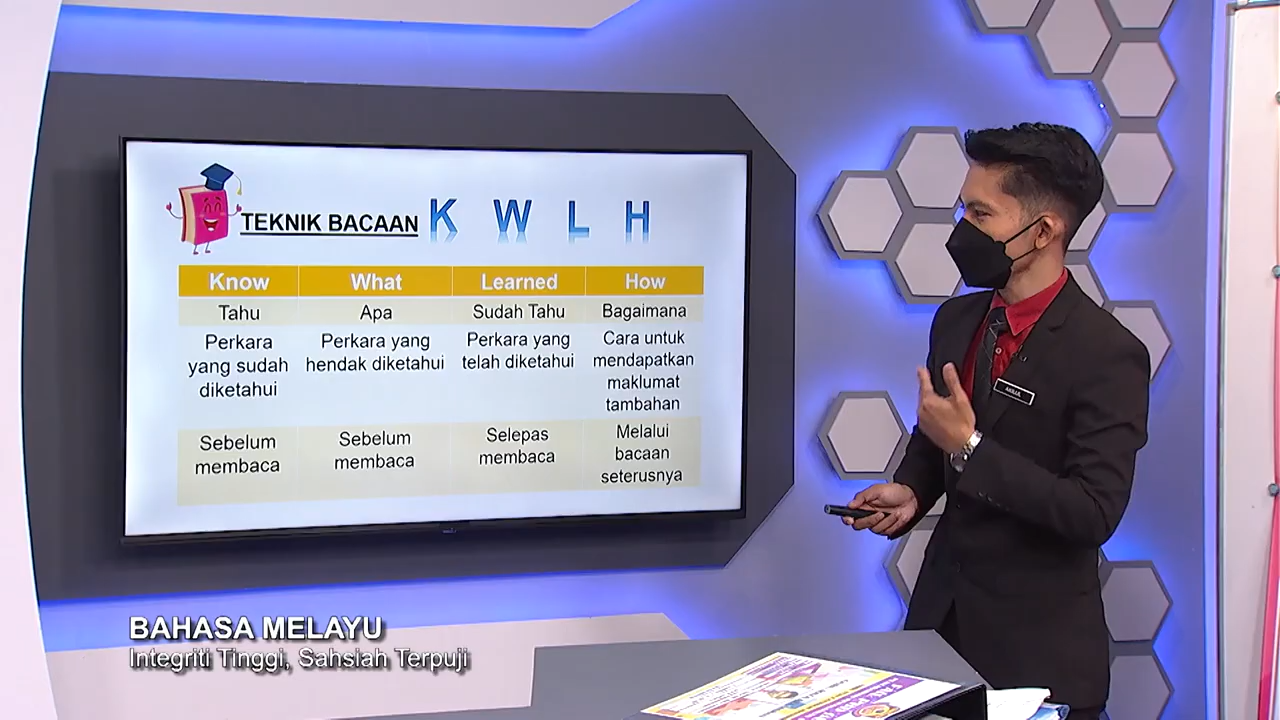 TEKNIK BACAAN K W L H
Know What Learned How
Tahu Apa Sudah Tahu Bagaimana
Perkara yang sudah diketahui
Perkara yang hendak diketahui
Perkara yang telah diketahui
Cara untuk mendapatkan maklumat tambahan
Sebelum membaca
Sebelum membaca
Selepas membaca
Melalui bacaan seterusnya
BAHASA MELAYU
Integriti Tinggi, Sahsiah Terpuji